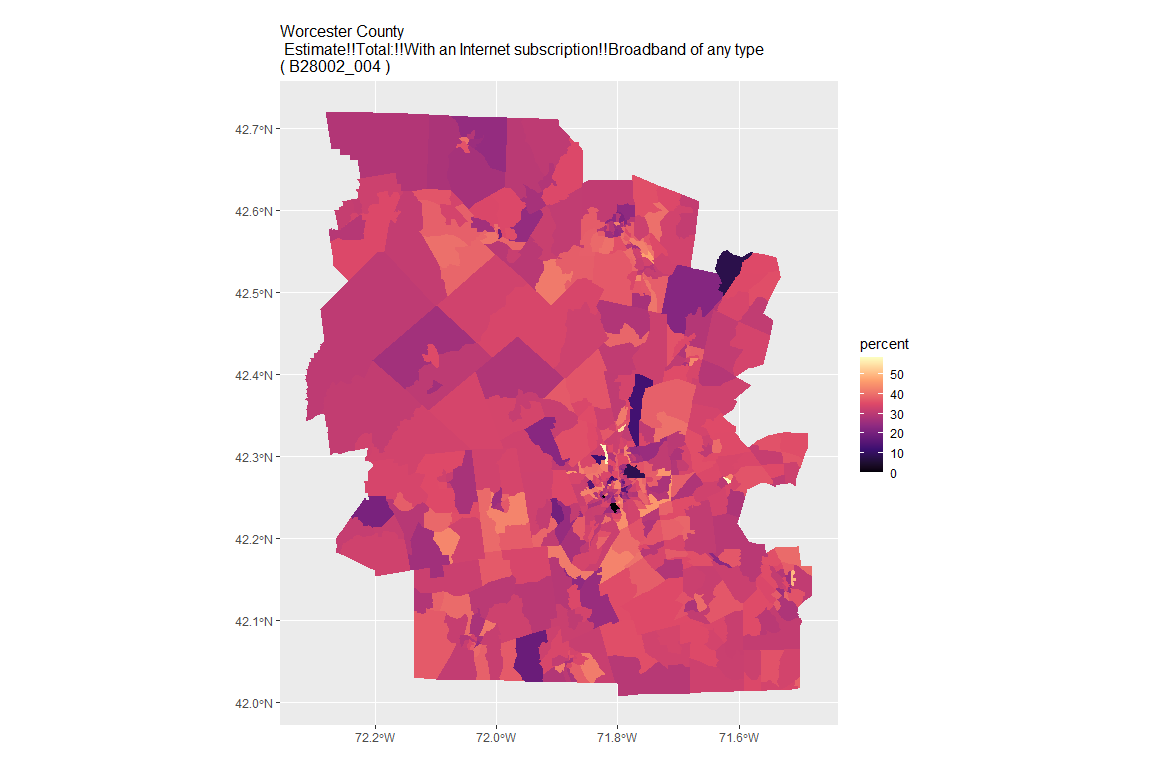 Worcester County
Estimate!!Total:!!With an Internet subscription!!Broadband of any type
( B28002_004 )
42.7°N
42.6°N
42.5°N
42.4°N
42.3°N
42.2°N
42.1°N
42.0°N
72.2°W
72.0°W
71.8°W
71.6°W
percent
50
40
30
20
10
0